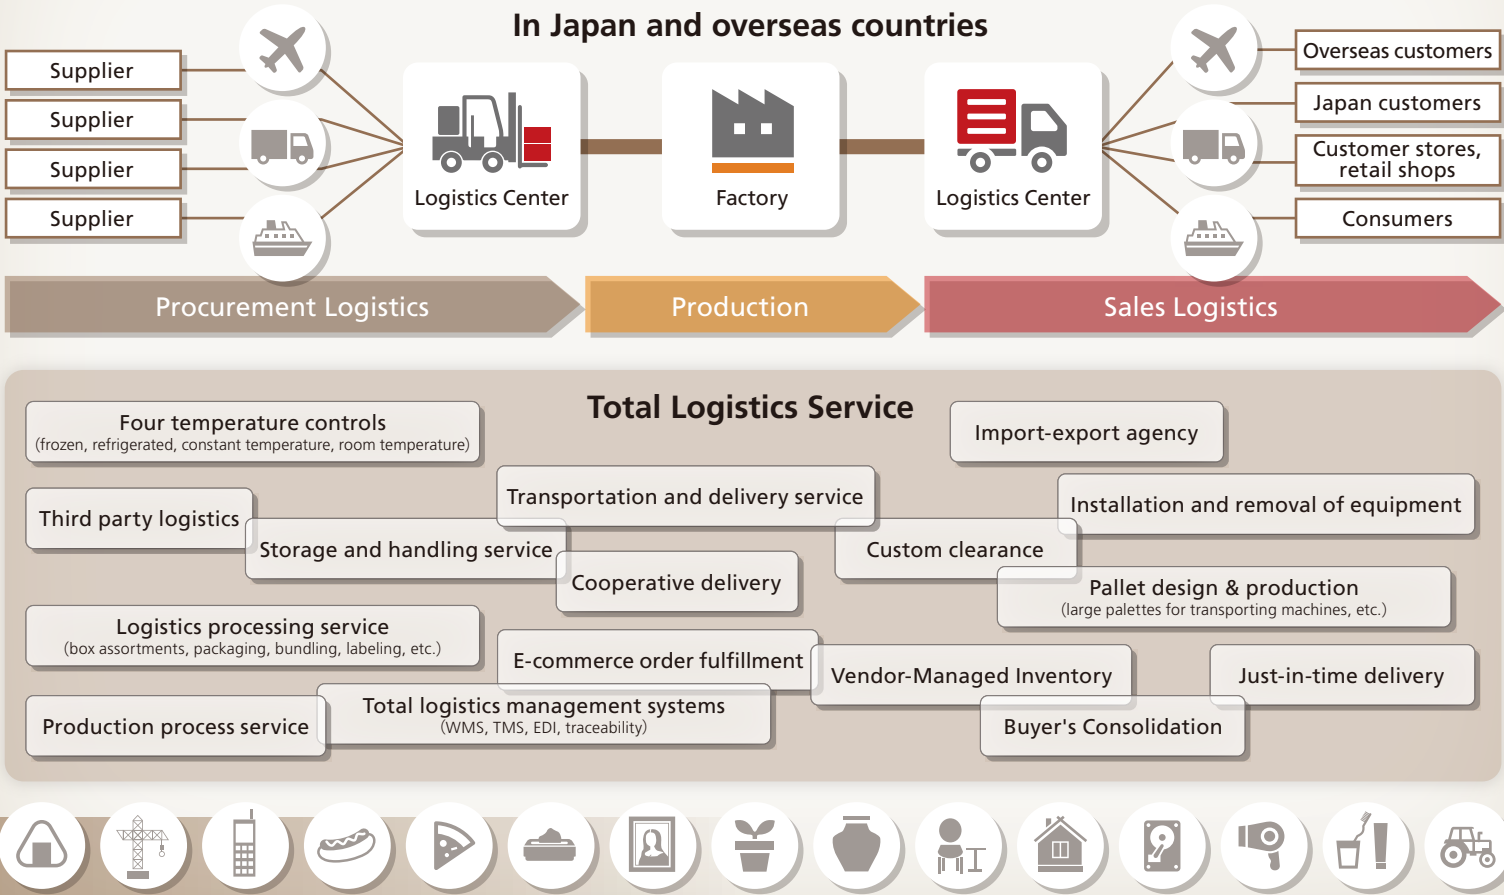 In Japan and overseas countries
Supplier
Supplier
Supplier
Supplier
Logistics Center
Factory
Logistics Center
Overseas customers
Japan customers
Customer stores,
retail shops
Consumers
Procurement Logistics
Production
Sales Logistics
Total Logistics Service
Four temperature controls
(frozen, refrigerated, constant temperature, room temperature)
Import-export agency
Transportation and delivery service
Installation and removal of equipment
Third party logistics
Storage and handling service
Custom clearance
Cooperative delivery
Pallet design & production
(large palettes for transporting machines, etc.)
Logistics processing service
(box assortments, packaging, bundling, labeling, etc.)
E-commerce order fulfillment
Vendor-Managed Inventory
Just-in-time delivery
Total logistics management systems
(WMS, TMS, EDI, traceability)
Production process service
Buyer's Consolidation